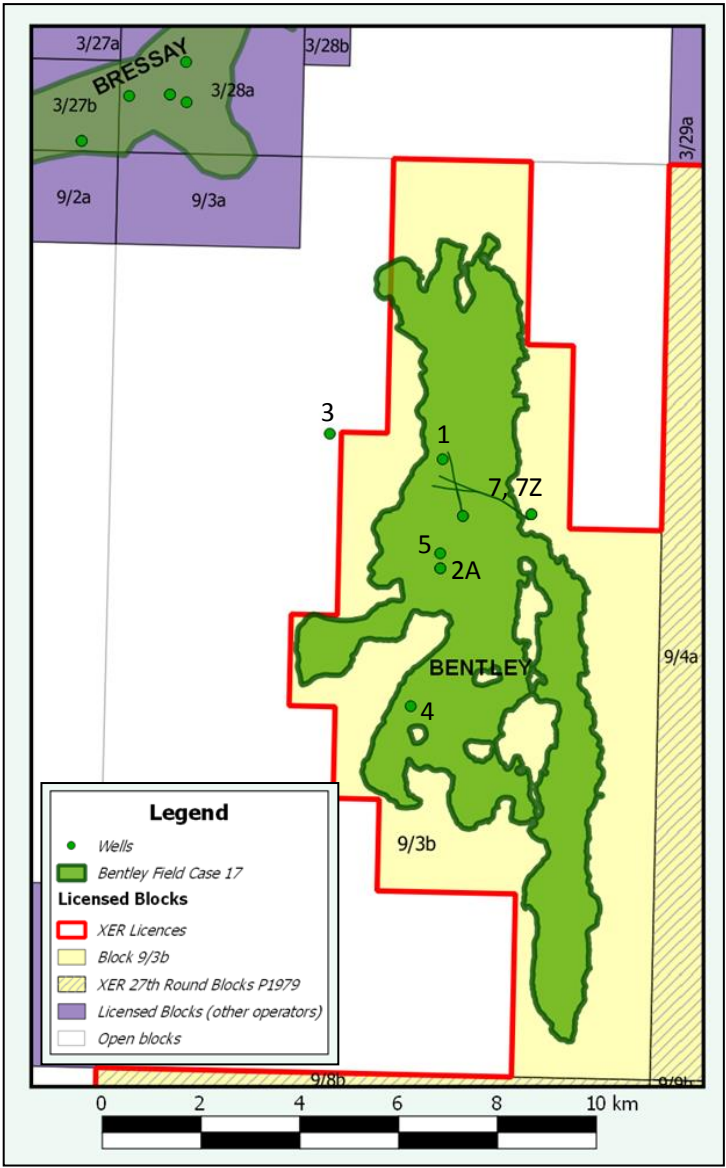 3/27a
3/28b
BRESSAY
3/28a
3/27b
3/29a
9/2a
9/3a
3
1
7, 7Z
5
2A
9/4a
BENTLEY
4
9/3b
Legend
Wells
Bentley Field Case 17
Licensed Blocks
XER Licences
Block 9/3b
XER 27th Round Blocks P1979
Licensed Blocks (other operators)
Open blocks
9/8b
9/9b
0 2 4 6 8 10 km